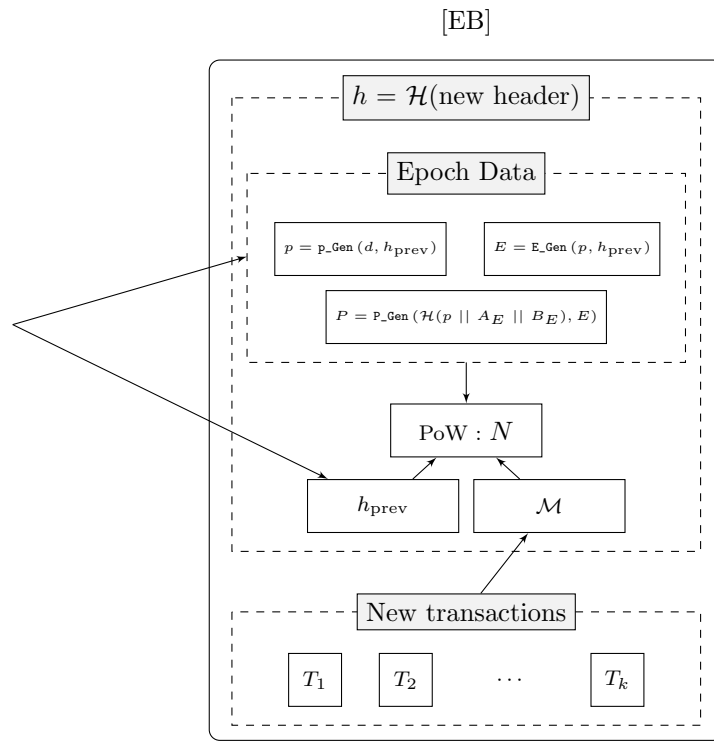 [EB]
h = ℋ(new header)
Epoch Data
p = p_Gen (d, h_prev)
E = E_Gen (p, h_prev)
P = P_Gen (ℋ(p || A_E || B_E), E)
PoW : N
h_prev
ℳ
New transactions
T_1 T_2 ⋯ T_k